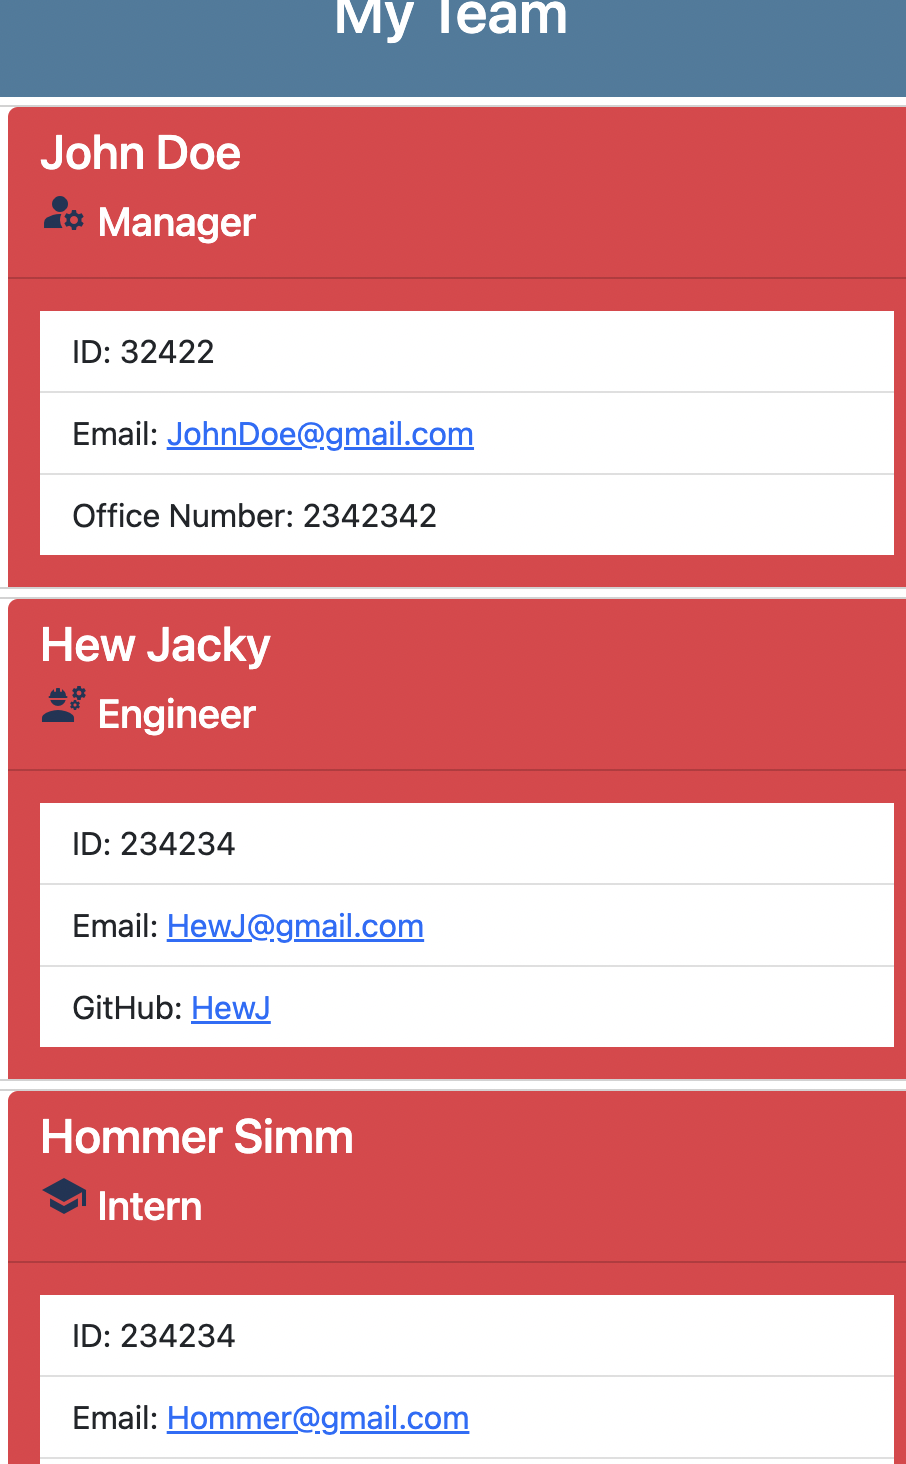 My Team
John Doe
Manager
ID: 32422
Email: JohnDoe@gmail.com
Office Number: 2342342
Hew Jacky
Engineer
ID: 234234
Email: HewJ@gmail.com
GitHub: HewJ
Hommer Simm
Intern
ID: 234234
Email: Hommer@gmail.com